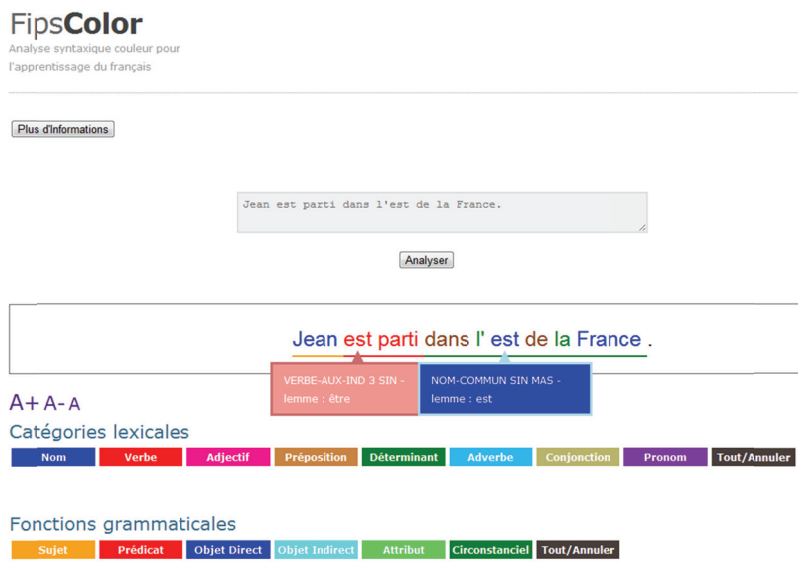 FipsColor
Analyse syntaxique couleur pour
l'apprentissage du français
Plus d'Informations
Jean est parti dans l'est de la France.
Analyser
Jean est parti dans l' est de la France .
VERBE-AUX-IND 3 SIN -
lemme : être
NOM-COMMUN SIN MAS -
lemme : est
A+ A- A
Catégories lexicales
Nom Verbe Adjectif Préposition Déterminant Adverbe Conjonction Pronom Tout/Annuler
Fonctions grammaticales
Sujet Prédicat Objet Direct Objet Indirect Attribut Circonstanciel Tout/Annuler